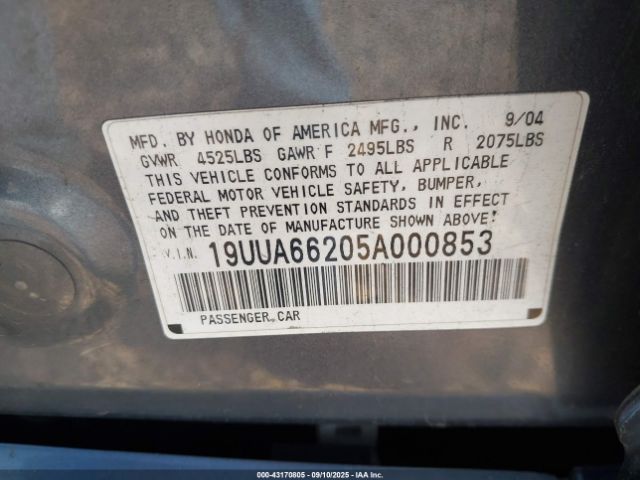 MFD. BY HONDA OF AMERICA MFG., INC. 9/04
GVWR 4525LBS GAWR F 2495LBS R 2075LBS
THIS VEHICLE CONFORMS TO ALL APPLICABLE
FEDERAL MOTOR VEHICLE SAFETY, BUMPER,
AND THEFT PREVENTION STANDARDS IN EFFECT
ON THE DATE OF MANUFACTURE SHOWN ABOVE!
V.I.N. 19UUA66205A000853
PASSENGER CAR
000-43170805 - 09/10/2025 - IAA Inc.